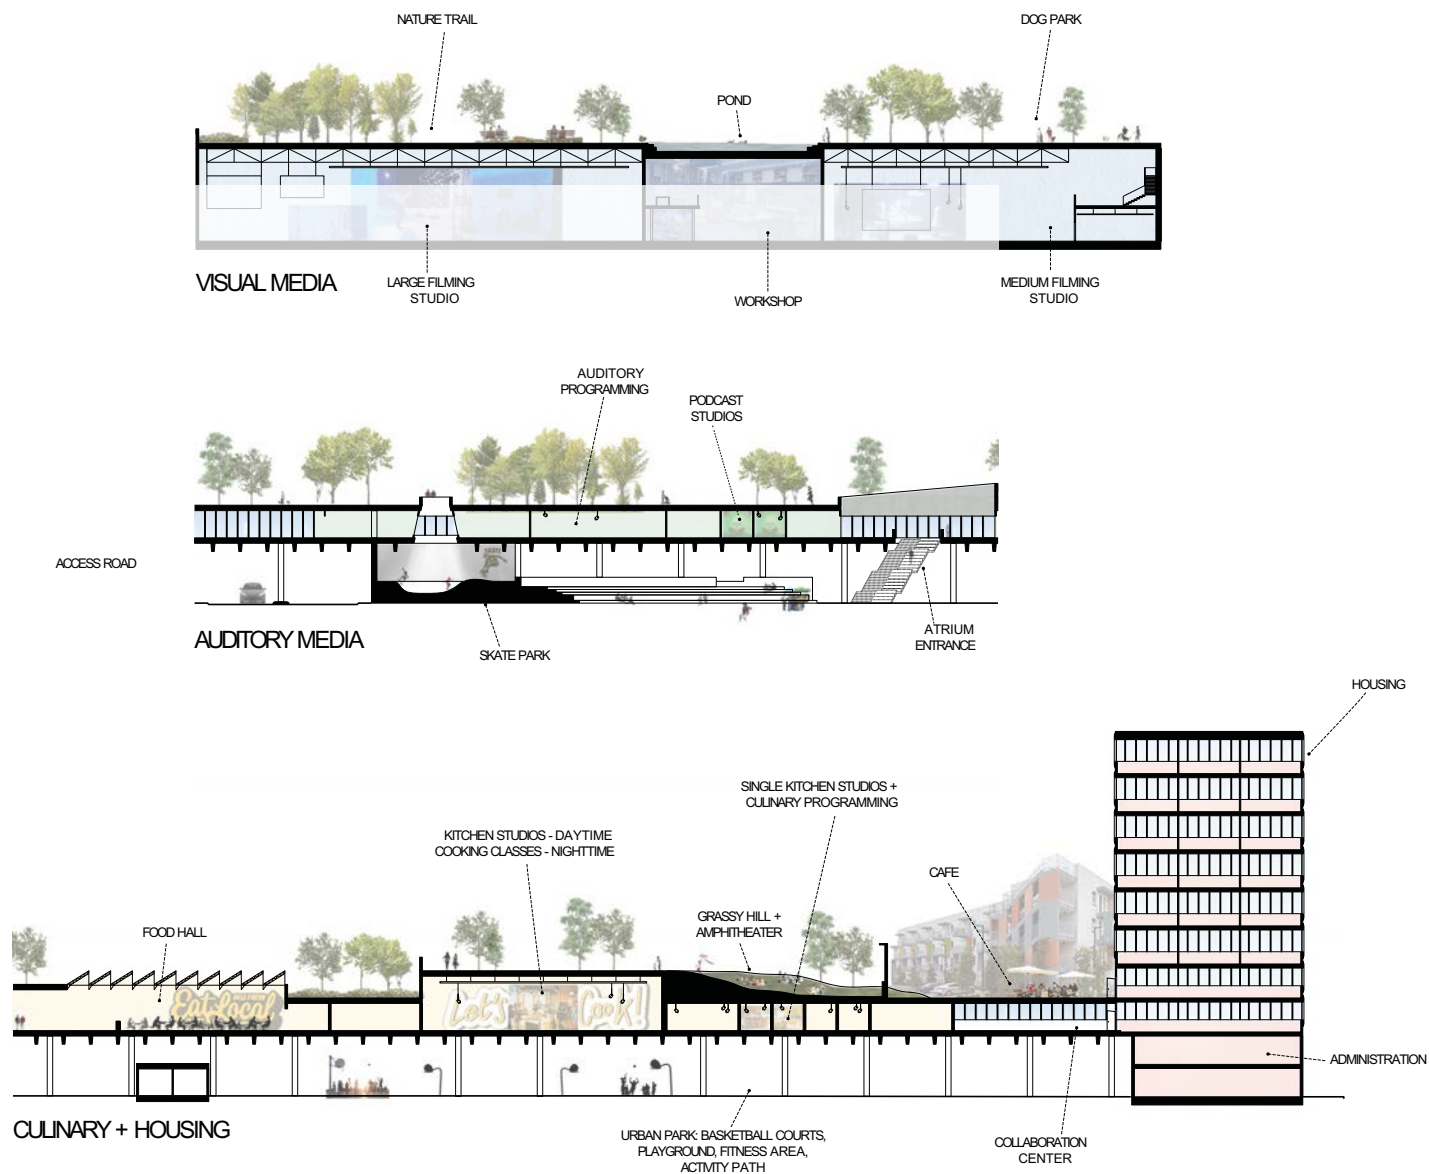 NATURE TRAIL
DOG PARK
POND
VISUAL MEDIA
LARGE FILMING
STUDIO
WORKSHOP
MEDIUM FILMING
STUDIO
AUDITORY
PROGRAMMING
PODCAST
STUDIOS
ACCESS ROAD
AUDITORY MEDIA
SKATE PARK
ATRIUM
ENTRANCE
HOUSING
SINGLE KITCHEN STUDIOS +
CULINARY PROGRAMMING
KITCHEN STUDIOS - DAYTIME
COOKING CLASSES - NIGHTTIME
CAFE
GRASSY HILL +
AMPHITHEATER
FOOD HALL
Eat Local
Let's Cook!
ADMINISTRATION
CULINARY + HOUSING
URBAN PARK: BASKETBALL COURTS,
PLAYGROUND, FITNESS AREA,
ACTIVITY PATH
COLLABORATION
CENTER